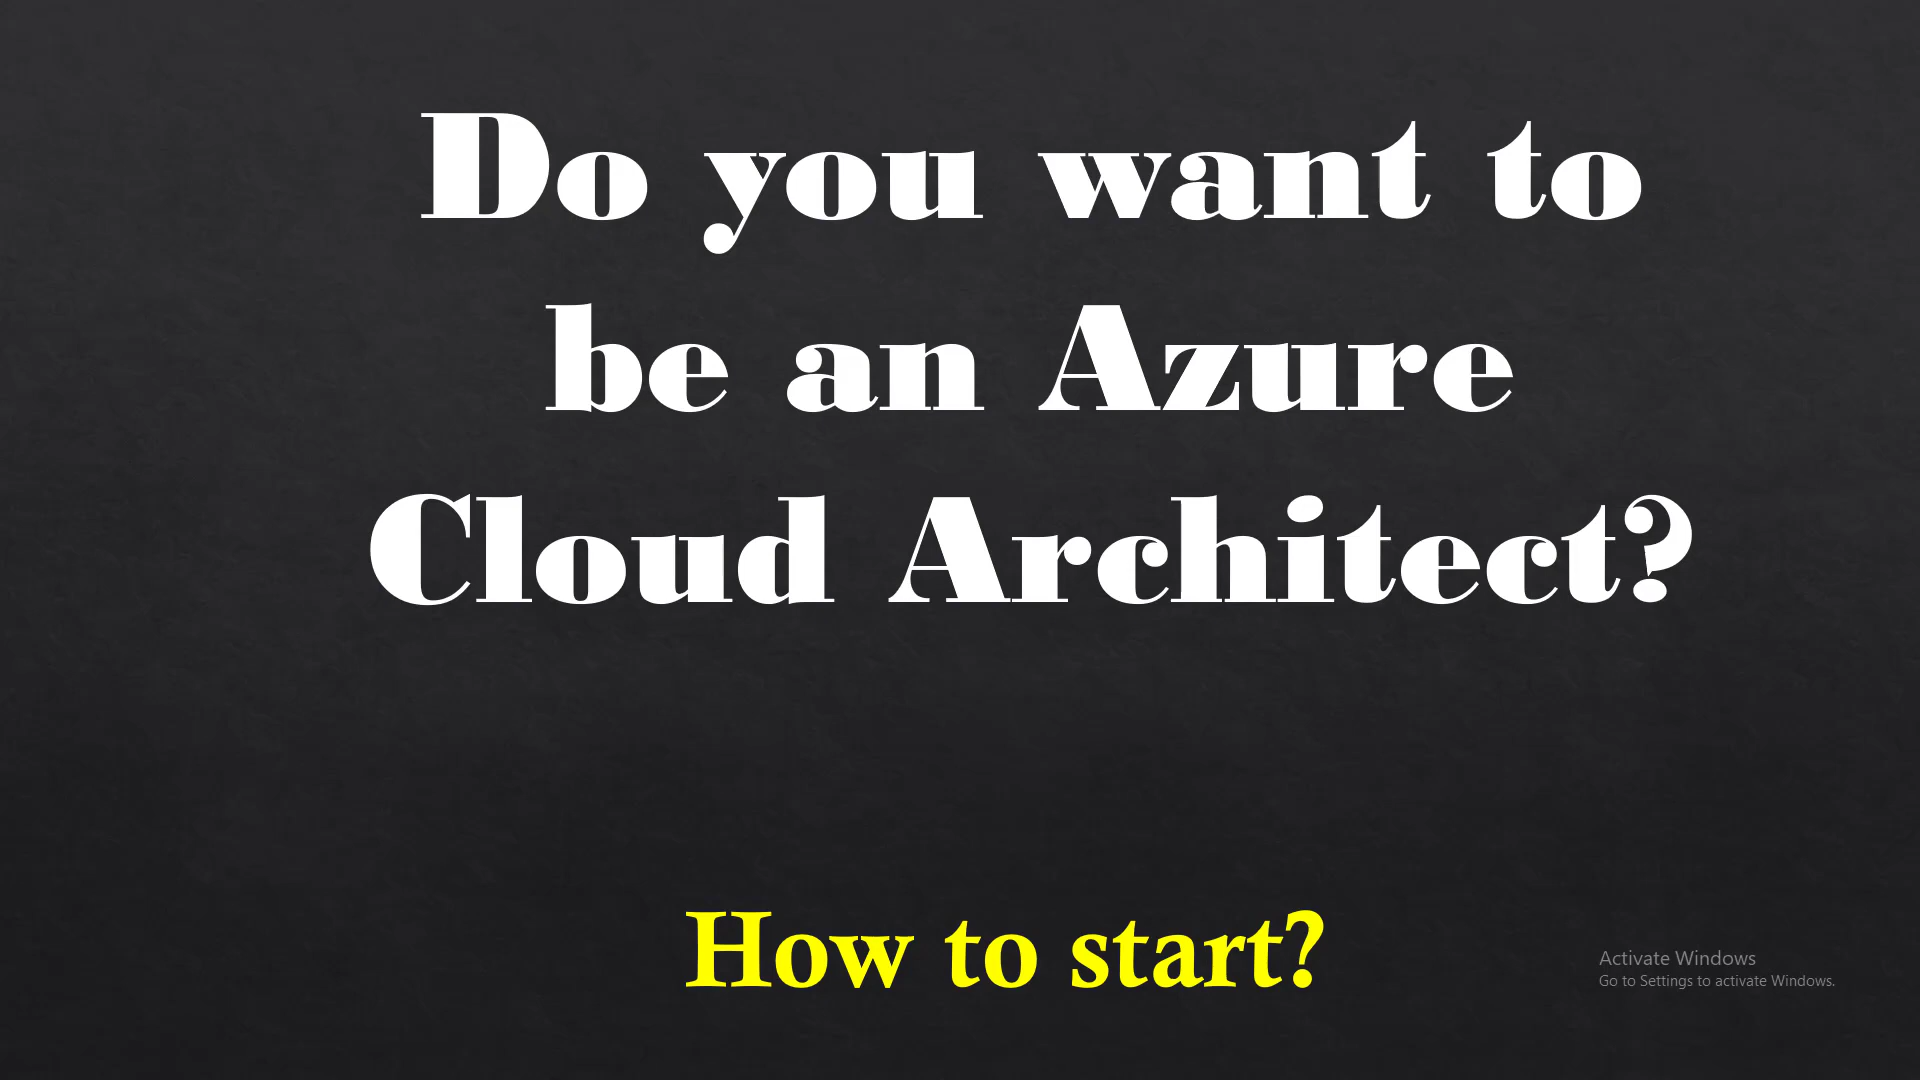 Do you want to
be an Azure
Cloud Architect?
How to start?
Activate Windows
Go to Settings to activate Windows.